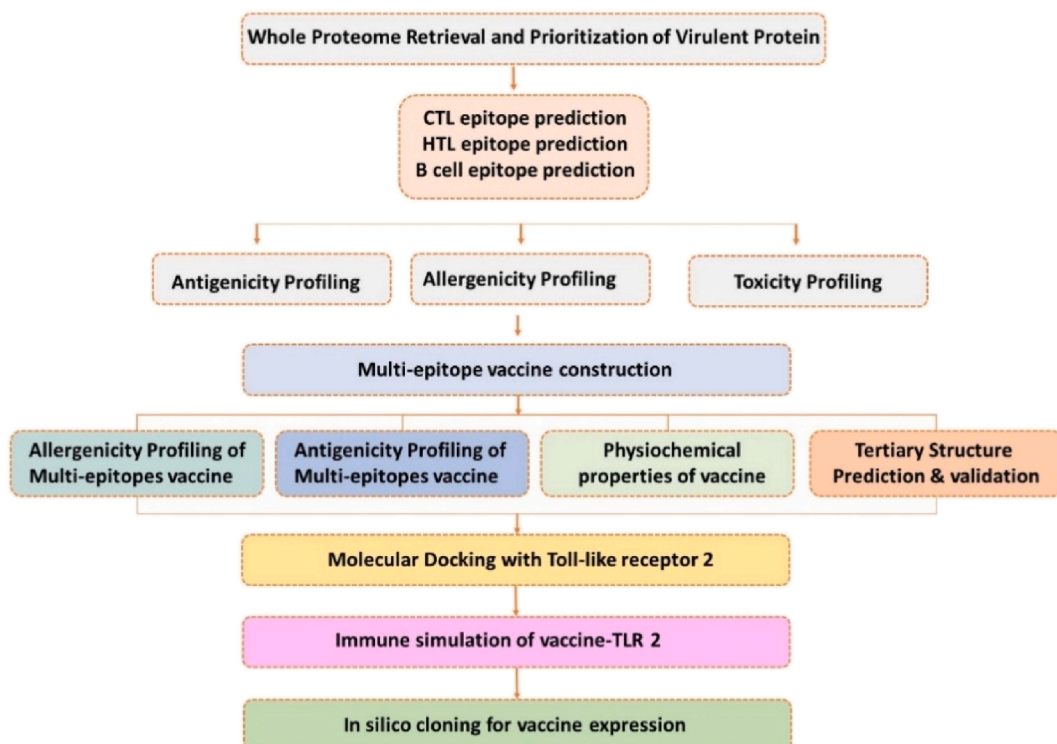 Whole Proteome Retrieval and Prioritization of Virulent Protein
CTL epitope prediction
HTL epitope prediction
B cell epitope prediction
Antigenicity Profiling
Allergenicity Profiling
Toxicity Profiling
Multi-epitope vaccine construction
Allergenicity Profiling of
Multi-epitopes vaccine
Antigenicity Profiling of
Multi-epitopes vaccine
Physiochemical
properties of vaccine
Tertiary Structure
Prediction & validation
Molecular Docking with Toll-like receptor 2
Immune simulation of vaccine-TLR 2
In silico cloning for vaccine expression